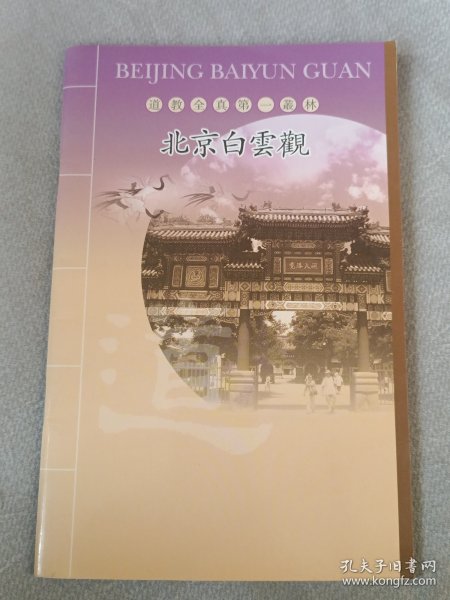 BEIJING BAIYUN GUAN
道教全真第一叢林
北京白雲觀
道
孔夫子旧书网
www.kongfz.com